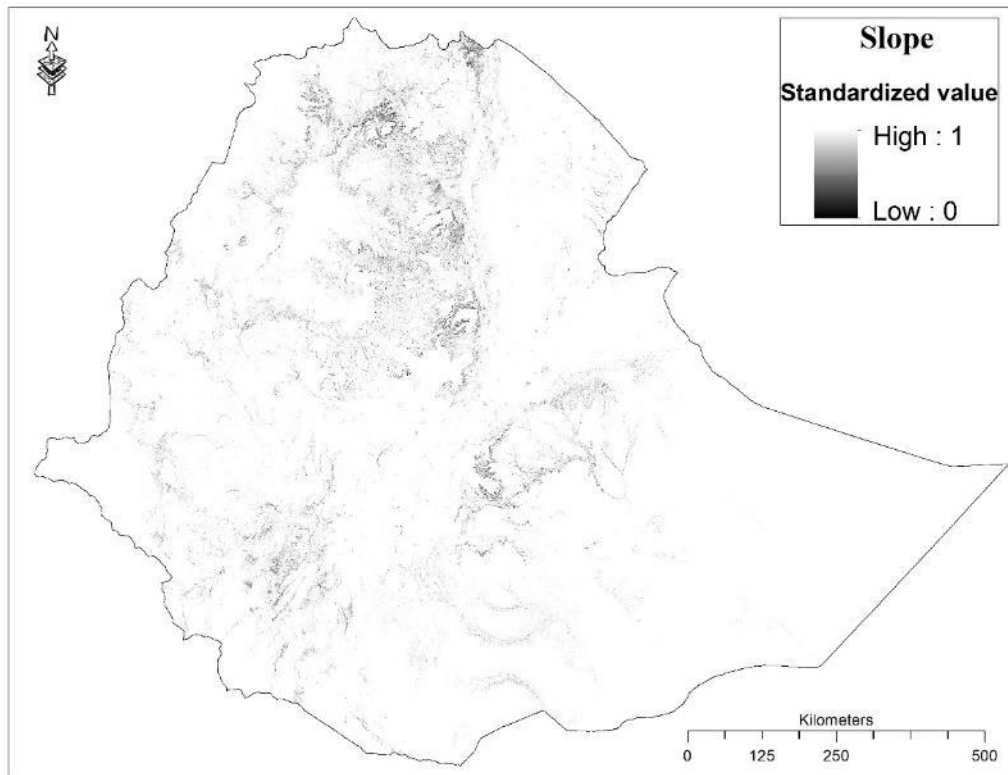 N
Slope
Standardized value
High : 1
Low : 0
Kilometers
0 125 250 500